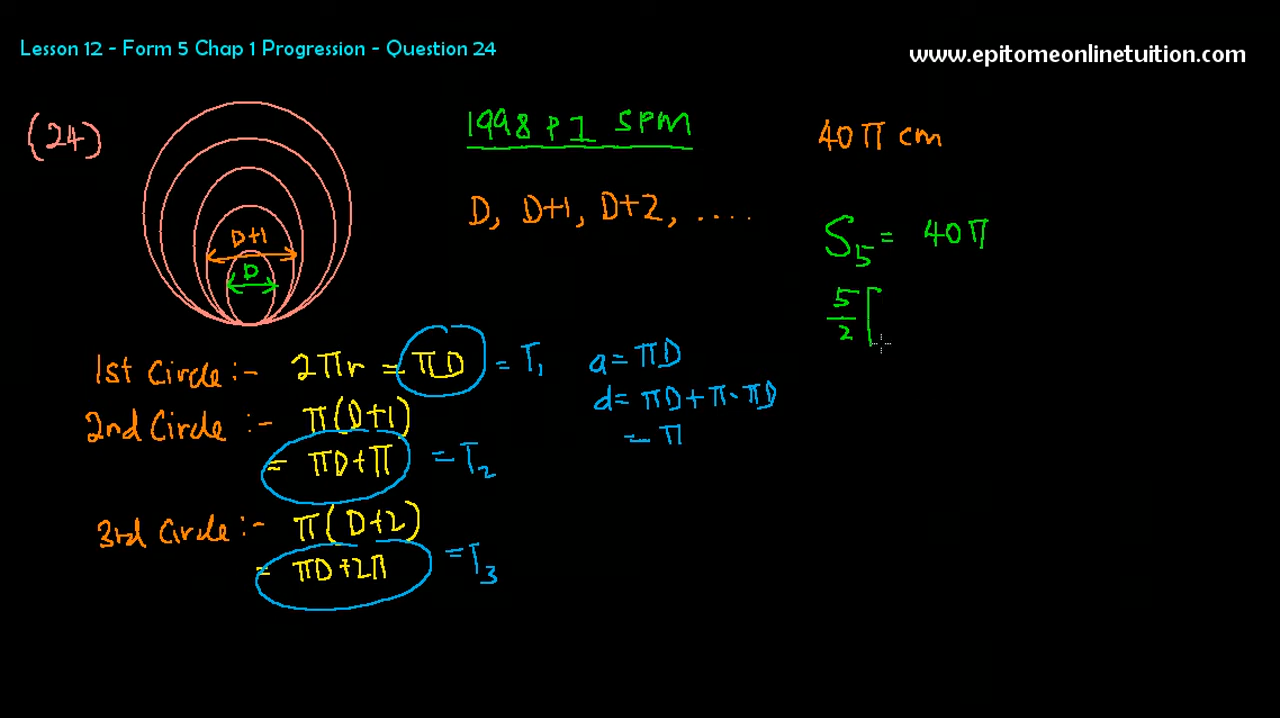 Lesson 12 - Form 5 Chap 1 Progression - Question 24
www.epitomeonlinetuition.com
(24)
1998 P1 SPM
40π cm
D, D+1, D+2, ....
D+1
D
S5 = 40π
5/2 [
1st Circle :- 2πr = πD = T1
a = πD
d = πD + π - πD
= π
2nd Circle :- π(D+1)
= πD+π = T2
3rd Circle :- π(D+2)
= πD+2π = T3